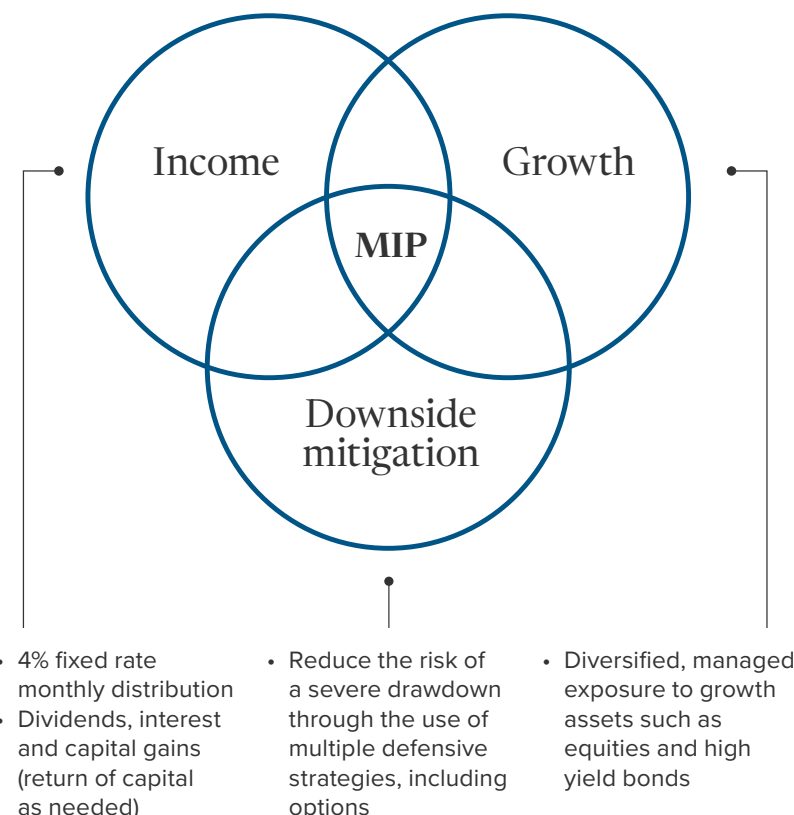 Income
Growth
MIP
Downside
mitigation
• 4% fixed rate
monthly distribution
• Dividends, interest
and capital gains
(return of capital
as needed)
• Reduce the risk of
a severe drawdown
through the use of
multiple defensive
strategies, including
options
• Diversified, managed
exposure to growth
assets such as
equities and high
yield bonds